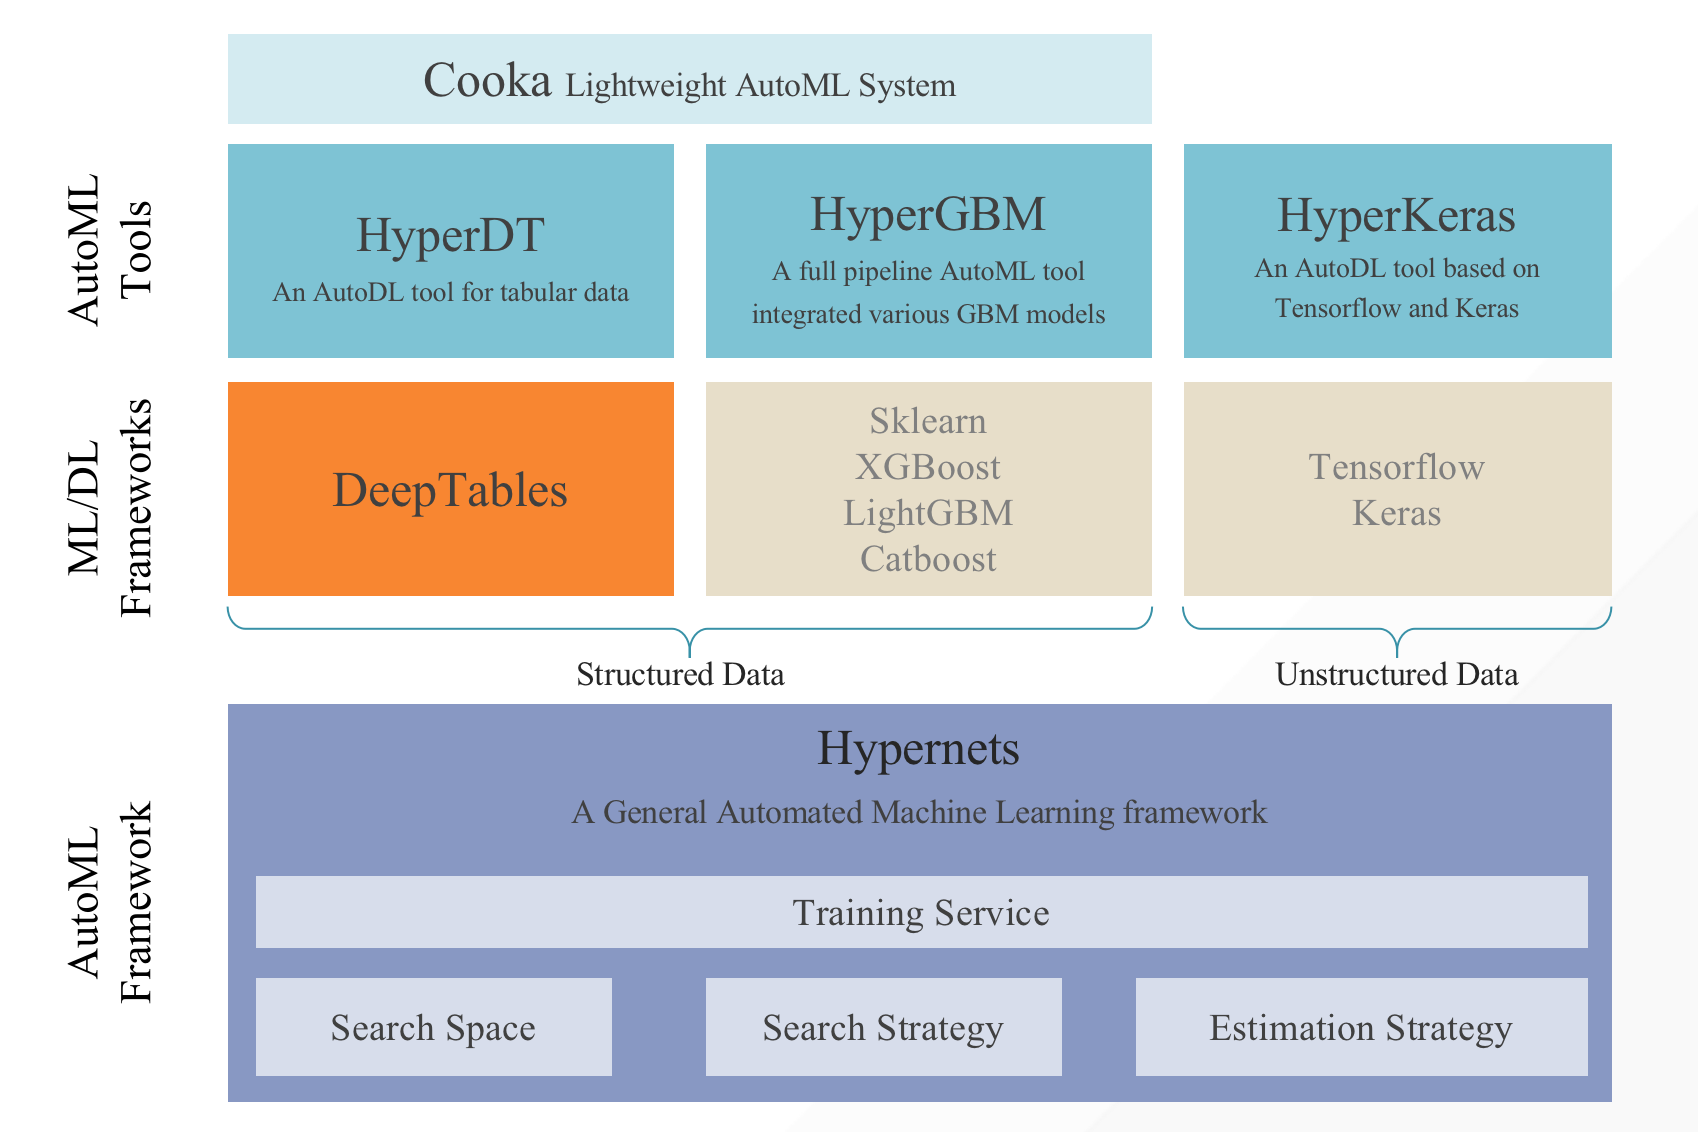 Cooka Lightweight AutoML System
AutoML
Tools
HyperDT
An AutoDL tool for tabular data
HyperGBM
A full pipeline AutoML tool
integrated various GBM models
HyperKeras
An AutoDL tool based on
Tensorflow and Keras
ML/DL
Frameworks
DeepTables
Sklearn
XGBoost
LightGBM
Catboost
Tensorflow
Keras
Structured Data
Unstructured Data
AutoML
Framework
Hypernets
A General Automated Machine Learning framework
Training Service
Search Space
Search Strategy
Estimation Strategy